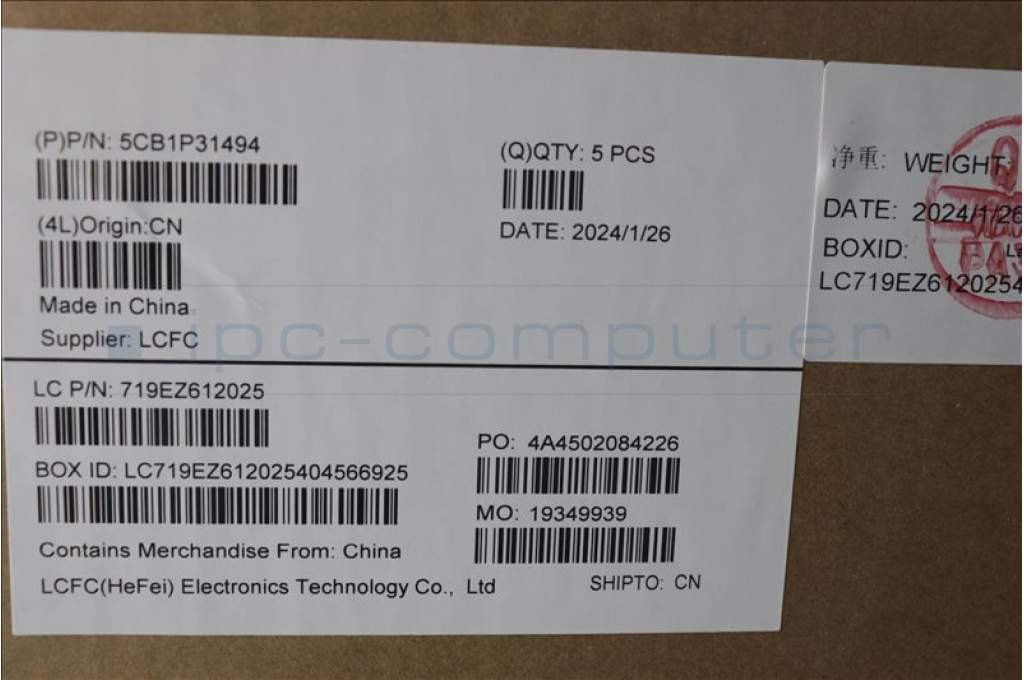 (P)P/N: 5CB1P31494
(4L)Origin:CN
Made in China
Supplier: LCFC
(Q)QTY: 5 PCS
DATE: 2024/1/26
LC P/N: 719EZ612025
BOX ID: LC719EZ612025404566925
Contains Merchandise From: China
LCFC(HeFei) Electronics Technology Co., Ltd
PO: 4A4502084226
MO: 19349939
SHIPTO: CN
净重: WEIGHT:
DATE: 2024/1/26
BOXID:
LC719EZ6120254
ipc-computer